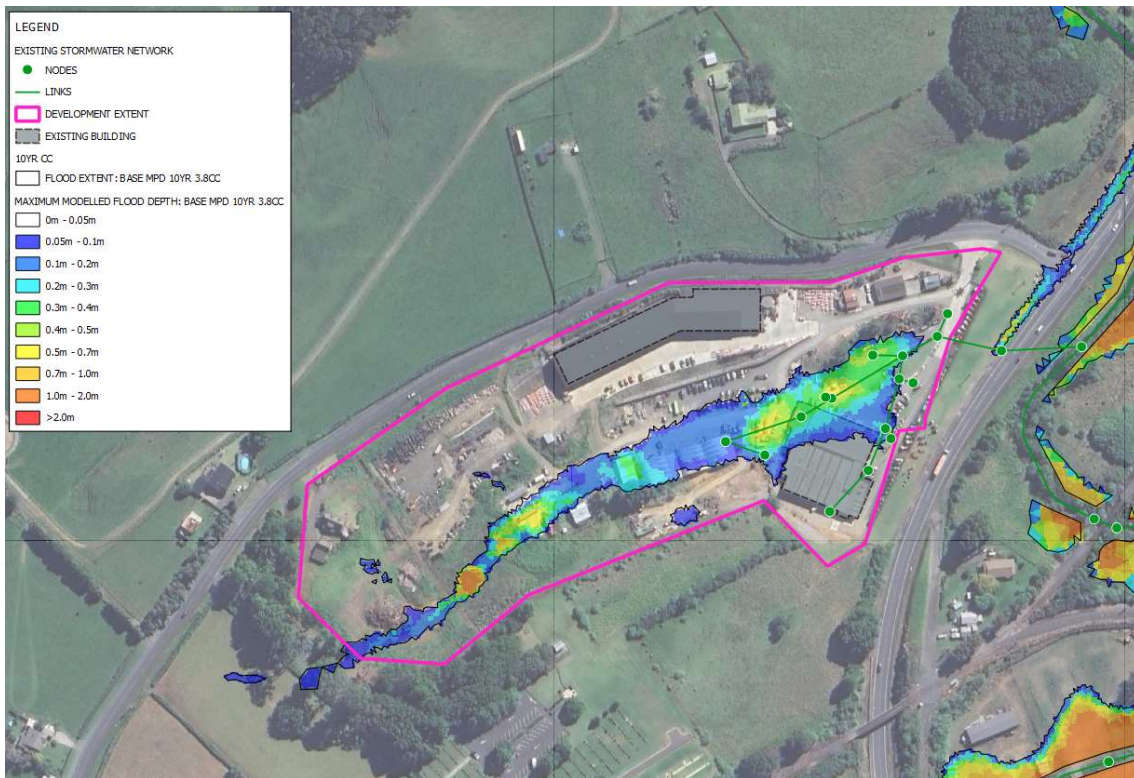 LEGEND
EXISTING STORMWATER NETWORK
NODES
LINKS
DEVELOPMENT EXTENT
EXISTING BUILDING
10YR CC
FLOOD EXTENT: BASE MPD 10YR 3.8CC
MAXIMUM MODELLED FLOOD DEPTH: BASE MPD 10YR 3.8CC
0m - 0.05m
0.05m - 0.1m
0.1m - 0.2m
0.2m - 0.3m
0.3m - 0.4m
0.4m - 0.5m
0.5m - 0.7m
0.7m - 1.0m
1.0m - 2.0m
>2.0m